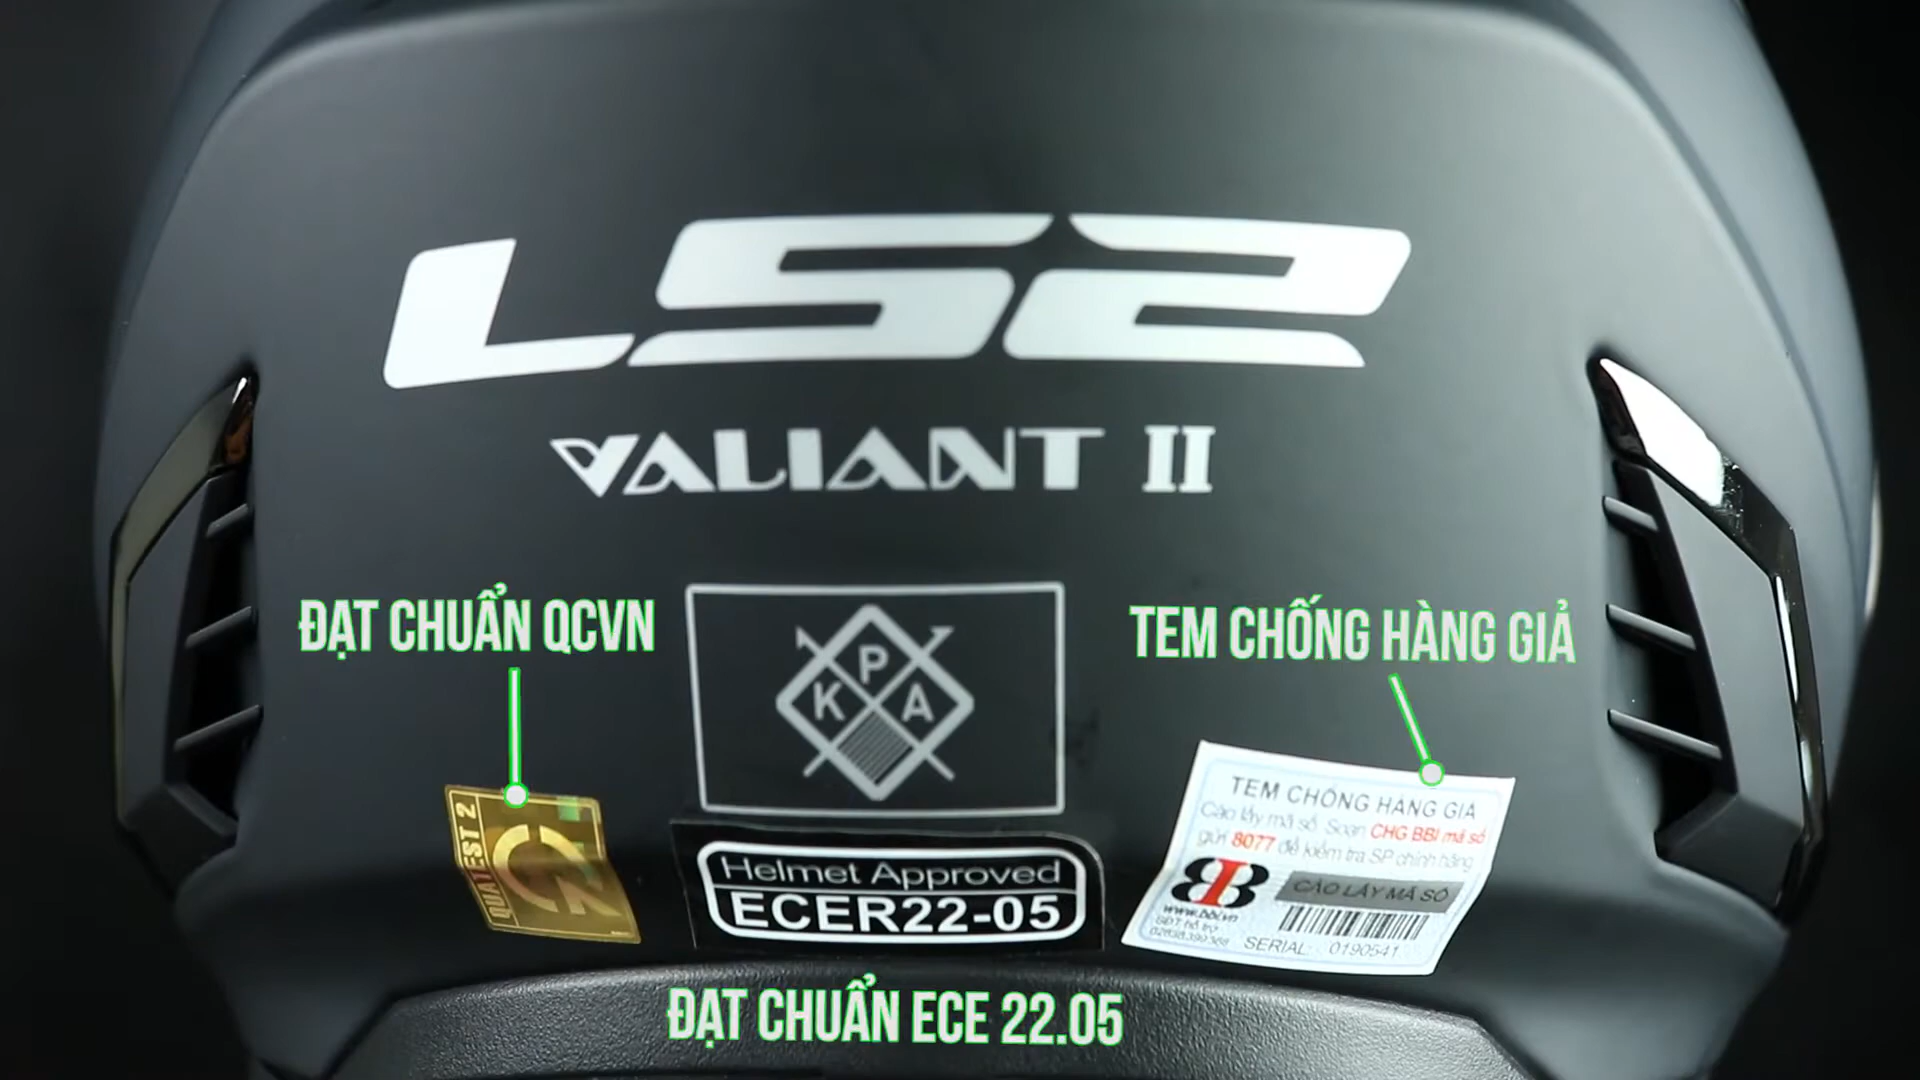 LS2
VALIANT II
ĐẠT CHUẨN QCVN
TEM CHỐNG HÀNG GIẢ
P
K A
QUATEST 2
TEM CHỐNG HÀNG GIẢ
Cào lấy mã số. Soạn CHG BBI mã số
gửi 8077 để kiểm tra SP chính hãng
BIB
CÀO LẤY MÃ SỐ
www.bbi.vn
SERIAL: 0190541
Helmet Approved
ECER22-05
ĐẠT CHUẨN ECE 22.05